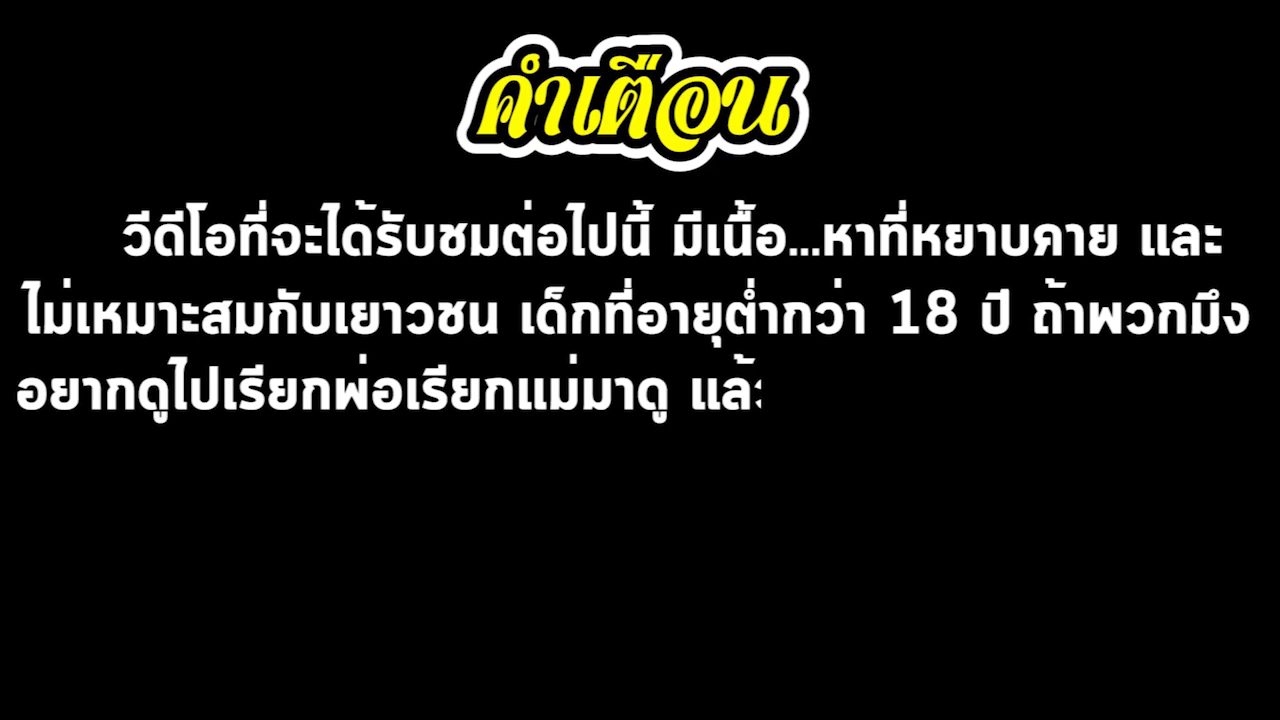 คำเตือน
วีดีโอที่จะได้รับชมต่อไปนี้ มีเนื้อ...หาที่หยาบคาย และ
ไม่เหมาะสมกับเยาวชน เด็กที่อายุต่ำกว่า 18 ปี ถ้าพวกมึง
อยากดูไปเรียกพ่อเรียกแม่มาดู